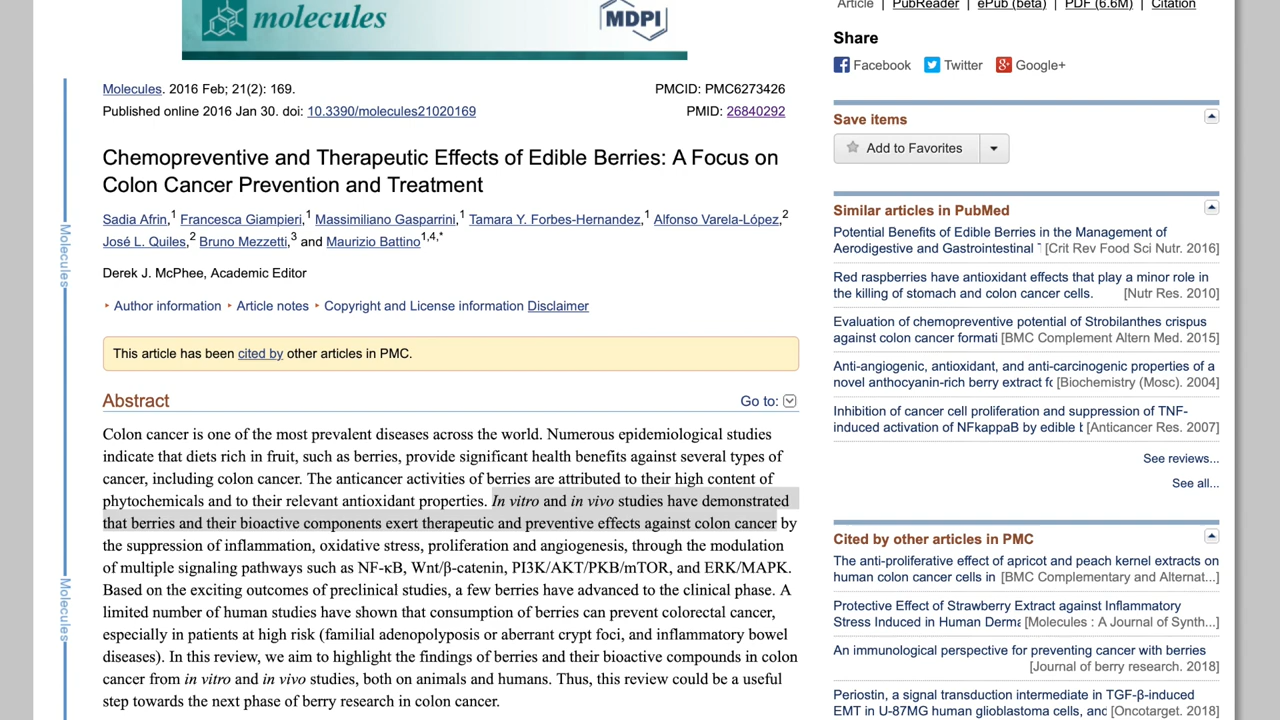 molecules
MDPI
Article | PubReader | ePub (beta) | PDF (6.6M) | Citation
Share
Facebook Twitter Google+
Molecules. 2016 Feb; 21(2): 169.
PMCID: PMC6273426
Published online 2016 Jan 30. doi: 10.3390/molecules21020169
PMID: 26840292
Chemopreventive and Therapeutic Effects of Edible Berries: A Focus on
Colon Cancer Prevention and Treatment
Sadia Afrin,1 Francesca Giampieri,1 Massimiliano Gasparrini,1 Tamara Y. Forbes-Hernandez,1 Alfonso Varela-López,2
José L. Quiles,2 Bruno Mezzetti,3 and Maurizio Battino1,4,*
Derek J. McPhee, Academic Editor
Author information Article notes Copyright and License information Disclaimer
This article has been cited by other articles in PMC.
Abstract
Go to:
Colon cancer is one of the most prevalent diseases across the world. Numerous epidemiological studies
indicate that diets rich in fruit, such as berries, provide significant health benefits against several types of
cancer, including colon cancer. The anticancer activities of berries are attributed to their high content of
phytochemicals and to their relevant antioxidant properties. In vitro and in vivo studies have demonstrated
that berries and their bioactive components exert therapeutic and preventive effects against colon cancer by
the suppression of inflammation, oxidative stress, proliferation and angiogenesis, through the modulation
of multiple signaling pathways such as NF-κB, Wnt/β-catenin, PI3K/AKT/PKB/mTOR, and ERK/MAPK.
Based on the exciting outcomes of preclinical studies, a few berries have advanced to the clinical phase. A
limited number of human studies have shown that consumption of berries can prevent colorectal cancer,
especially in patients at high risk (familial adenopolyposis or aberrant crypt foci, and inflammatory bowel
diseases). In this review, we aim to highlight the findings of berries and their bioactive compounds in colon
cancer from in vitro and in vivo studies, both on animals and humans. Thus, this review could be a useful
step towards the next phase of berry research in colon cancer.
Molecules
Molecules
Save items
Add to Favorites
Similar articles in PubMed
Potential Benefits of Edible Berries in the Management of
Aerodigestive and Gastrointestinal [Crit Rev Food Sci Nutr. 2016]
Red raspberries have antioxidant effects that play a minor role in
the killing of stomach and colon cancer cells. [Nutr Res. 2010]
Evaluation of chemopreventive potential of Strobilanthes crispus
against colon cancer formati [BMC Complement Altern Med. 2015]
Anti-angiogenic, antioxidant, and anti-carcinogenic properties of a
novel anthocyanin-rich berry extract fo [Biochemistry (Mosc). 2004]
Inhibition of cancer cell proliferation and suppression of TNF-
induced activation of NFkappaB by edible b [Anticancer Res. 2007]
See reviews...
See all...
Cited by other articles in PMC
The anti-proliferative effect of apricot and peach kernel extracts on
human colon cancer cells in [BMC Complementary and Alternat...]
Protective Effect of Strawberry Extract against Inflammatory
Stress Induced in Human Derma [Molecules : A Journal of Synth...]
An immunological perspective for preventing cancer with berries
[Journal of berry research. 2018]
Periostin, a signal transduction intermediate in TGF-β-induced
EMT in U-87MG human glioblastoma cells, and [Oncotarget. 2018]